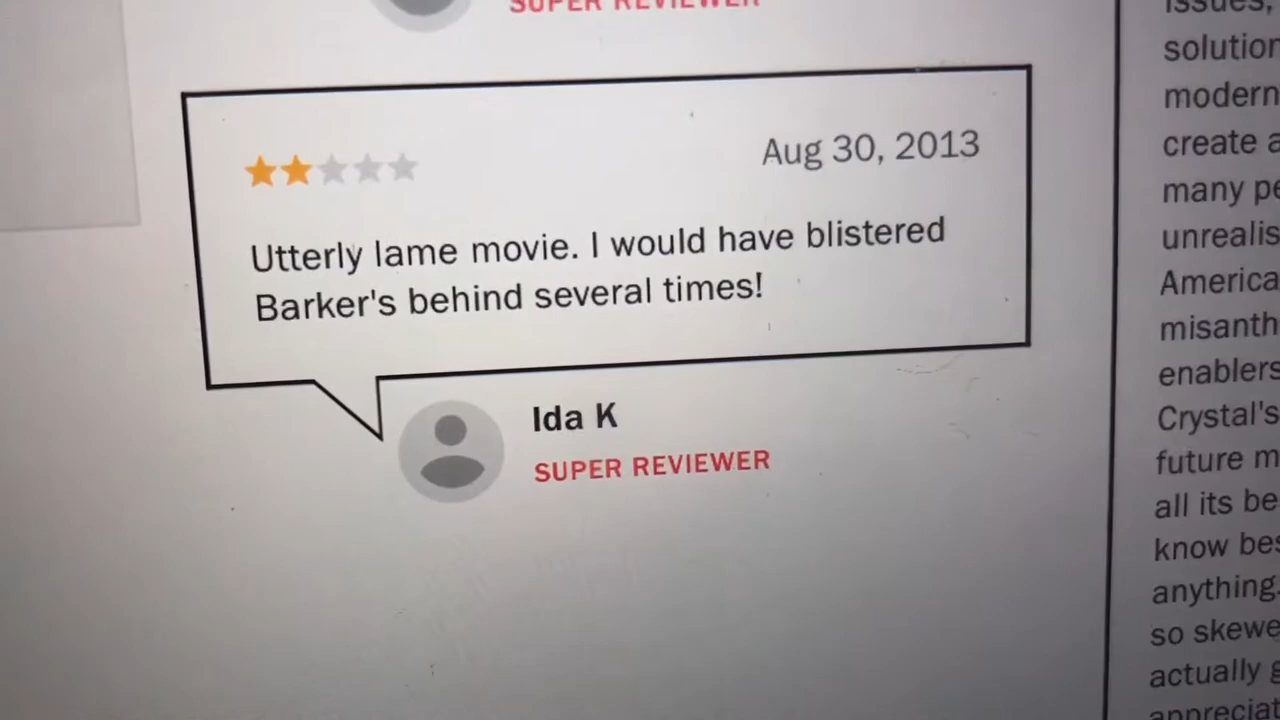 SUPER REVIEWER
Aug 30, 2013
Utterly lame movie. I would have blistered
Barker's behind several times!
Ida K
SUPER REVIEWER
issues,
solution
modern
create a
many pe
unrealis
America
misanth
enablers
Crystal's
future m
all its be
know bes
anything.
so skewe
actually g
appreciat